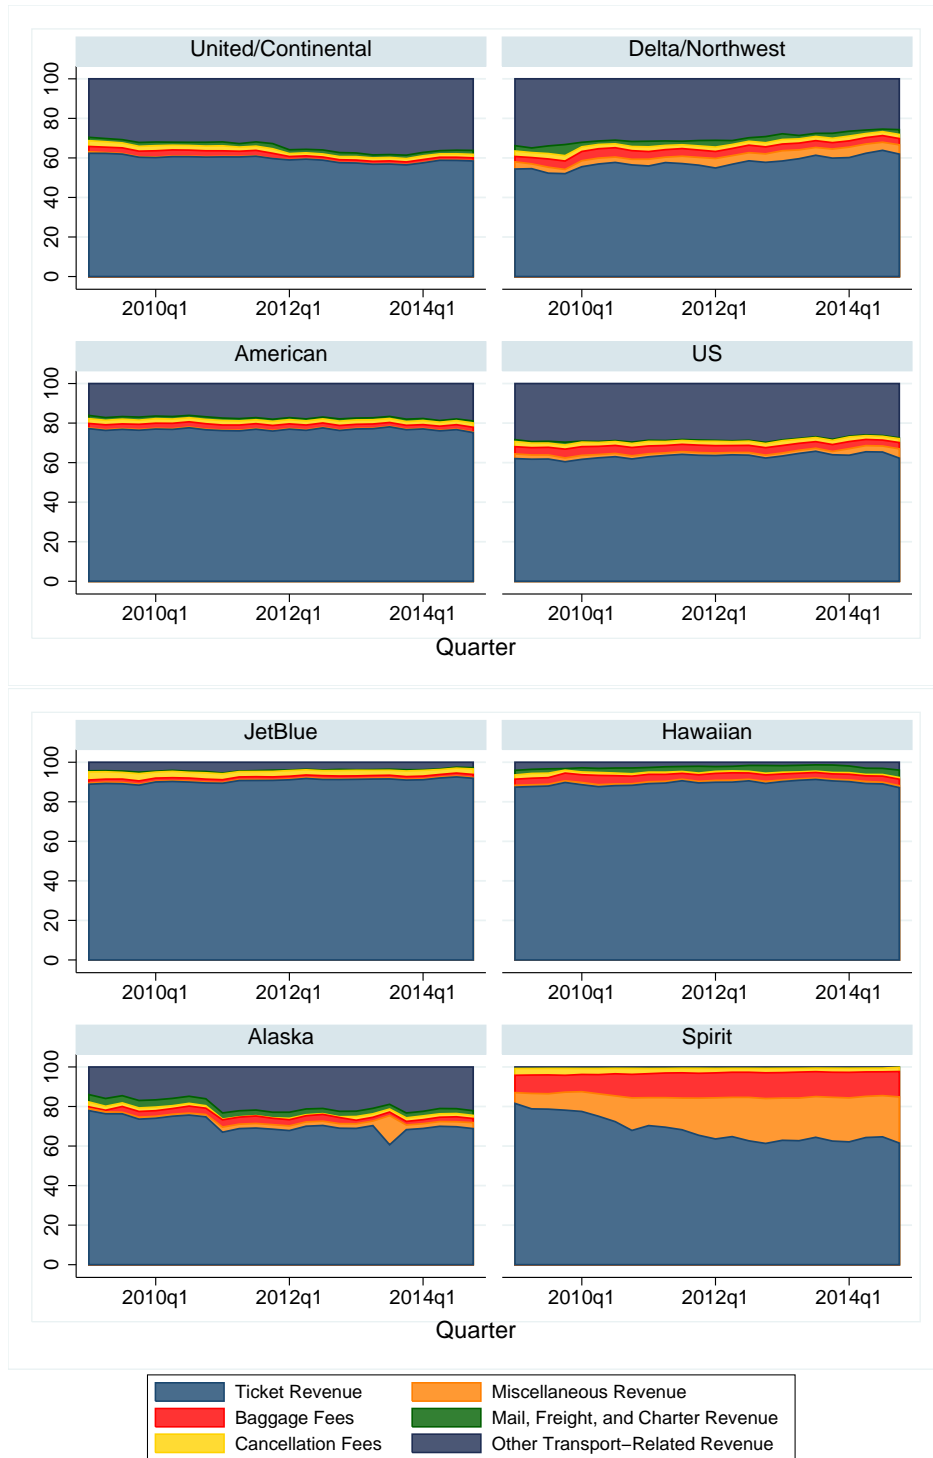 United/Continental Delta/Northwest
100
80
60
40
20
0
2010q1 2012q1 2014q1 2010q1 2012q1 2014q1
American US
100
80
60
40
20
0
2010q1 2012q1 2014q1 2010q1 2012q1 2014q1
Quarter
JetBlue Hawaiian
100
80
60
40
20
0
2010q1 2012q1 2014q1 2010q1 2012q1 2014q1
Alaska Spirit
100
80
60
40
20
0
2010q1 2012q1 2014q1 2010q1 2012q1 2014q1
Quarter
Ticket Revenue Miscellaneous Revenue
Baggage Fees Mail, Freight, and Charter Revenue
Cancellation Fees Other Transport−Related Revenue